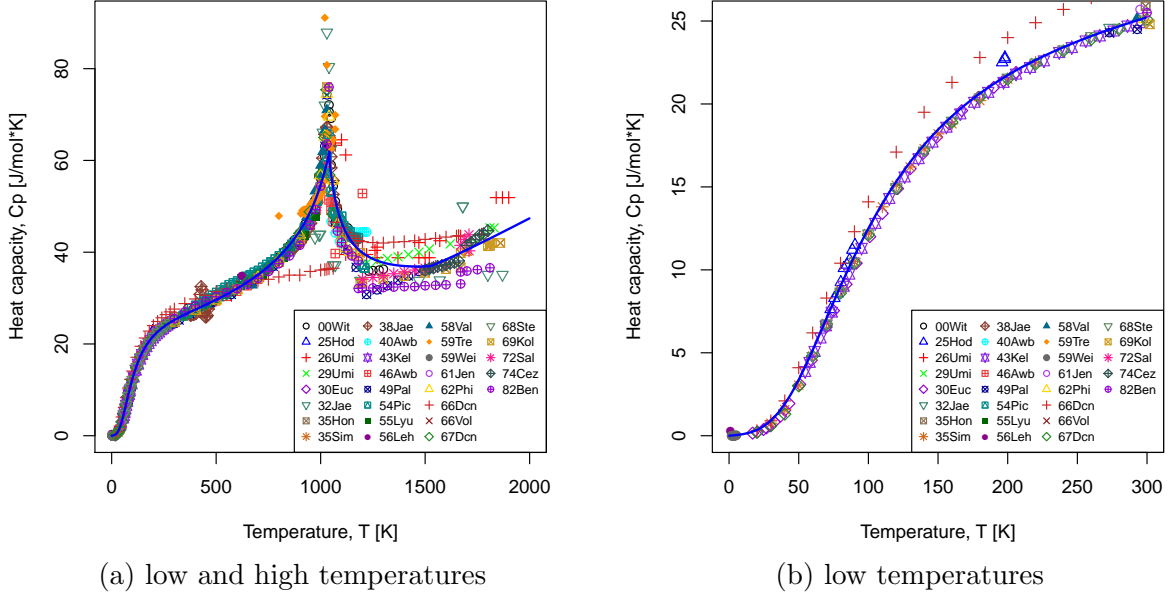 Heat capacity, Cp [J/mol*K]
80
60
40
20
0
00Wit 38Jae 58Val 68Ste
25Hod 40Awb 59Tre 69Kol
26Umi 43Kel 59Wei 72Sal
29Umi 46Awb 61Jen 74Cez
30Euc 49Pal 62Phi 82Ben
32Jae 54Pic 66Dcn
35Hon 55Lyu 66Vol
35Sim 56Leh 67Dcn
0 500 1000 1500 2000
Temperature, T [K]
(a) low and high temperatures
Heat capacity, Cp [J/mol*K]
25
20
15
10
5
0
00Wit 38Jae 58Val 68Ste
25Hod 40Awb 59Tre 69Kol
26Umi 43Kel 59Wei 72Sal
29Umi 46Awb 61Jen 74Cez
30Euc 49Pal 62Phi 82Ben
32Jae 54Pic 66Dcn
35Hon 55Lyu 66Vol
35Sim 56Leh 67Dcn
0 50 100 150 200 250 300
Temperature, T [K]
(b) low temperatures